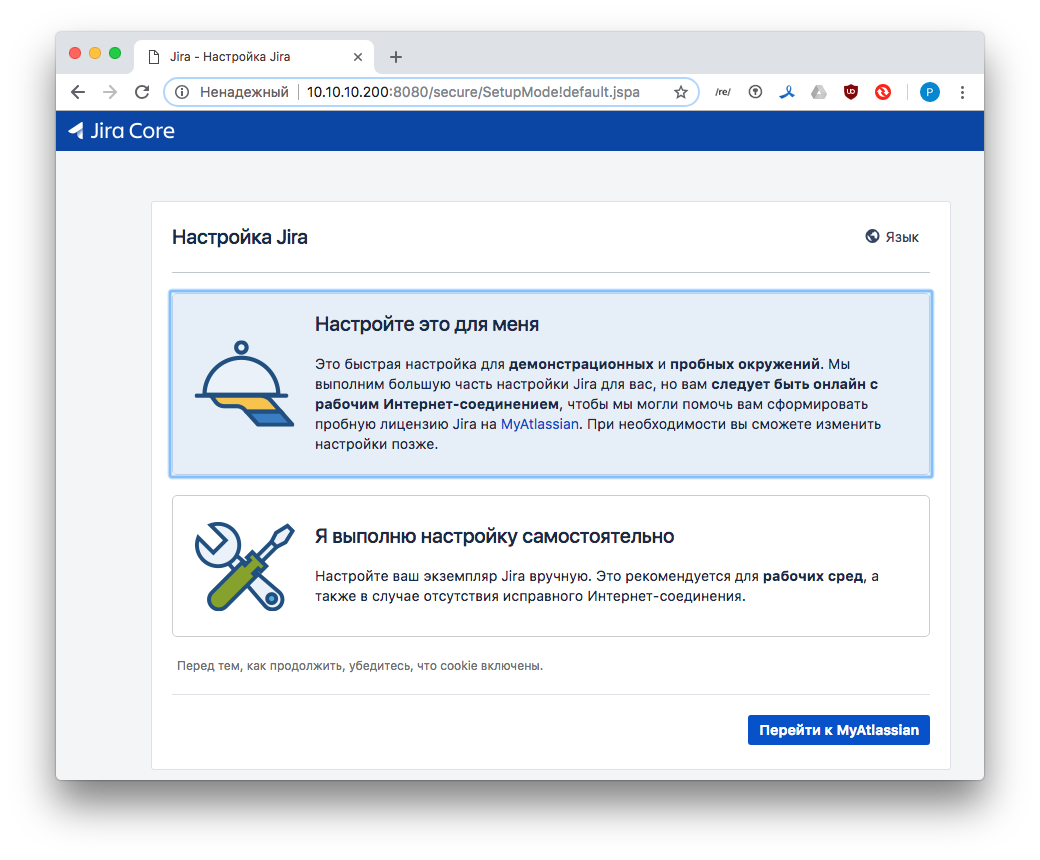 Jira - Настройка Jira
Ненадежный 10.10.10.200:8080/secure/SetupMode!default.jspa /re/ UD P
Jira Core
Настройка Jira
Язык
Настройте это для меня
Это быстрая настройка для демонстрационных и пробных окружений. Мы
выполним большую часть настройки Jira для вас, но вам следует быть онлайн с
рабочим Интернет-соединением, чтобы мы могли помочь вам сформировать
пробную лицензию Jira на MyAtlassian. При необходимости вы сможете изменить
настройки позже.
Я выполню настройку самостоятельно
Настройте ваш экземпляр Jira вручную. Это рекомендуется для рабочих сред, а
также в случае отсутствия исправного Интернет-соединения.
Перед тем, как продолжить, убедитесь, что cookie включены.
Перейти к MyAtlassian